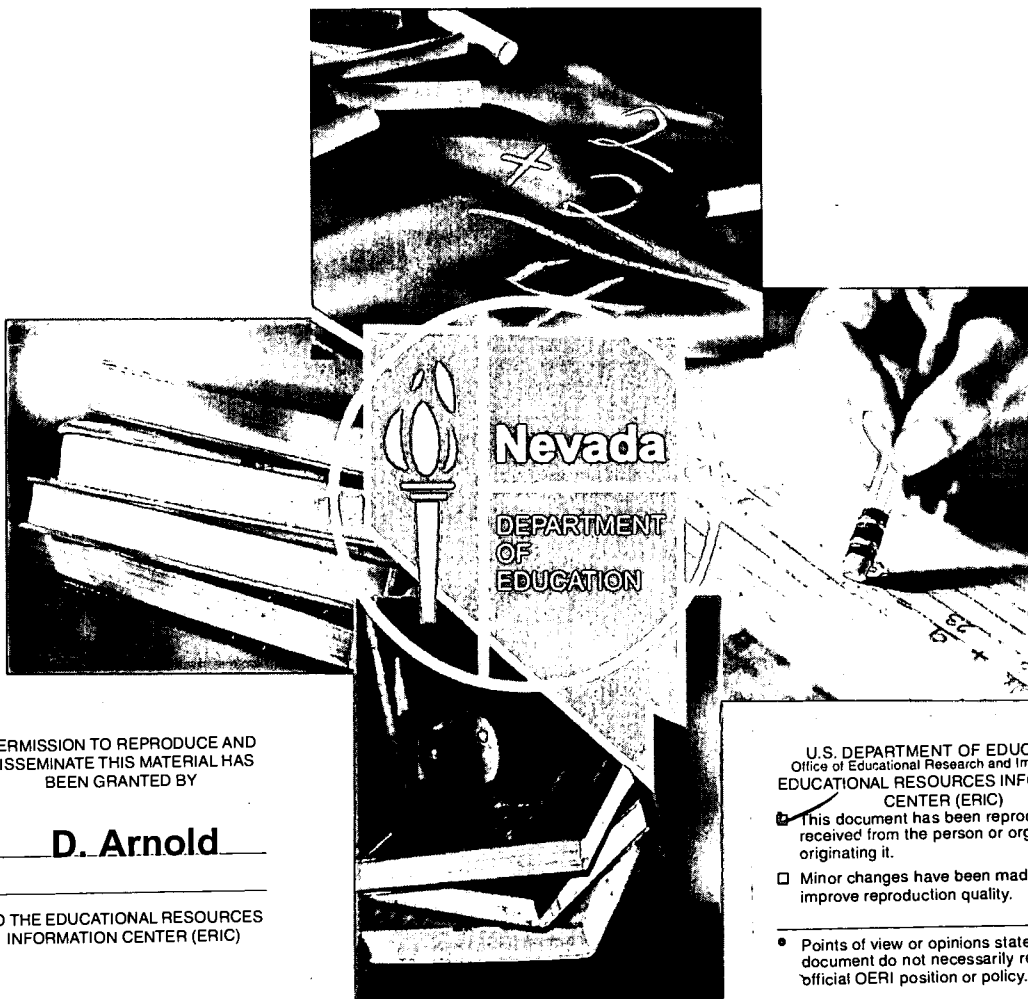 Nevada
DEPARTMENT
OF
EDUCATION
23
+
ERMISSION TO REPRODUCE AND
ISSEMINATE THIS MATERIAL HAS
BEEN GRANTED BY
D. Arnold
O THE EDUCATIONAL RESOURCES
INFORMATION CENTER (ERIC)
U.S. DEPARTMENT OF EDUC
Office of Educational Research and Im
EDUCATIONAL RESOURCES INF
CENTER (ERIC)
This document has been reprod
received from the person or org
originating it.
Minor changes have been mad
improve reproduction quality.
• Points of view or opinions state
document do not necessarily re
official OERI position or policy.